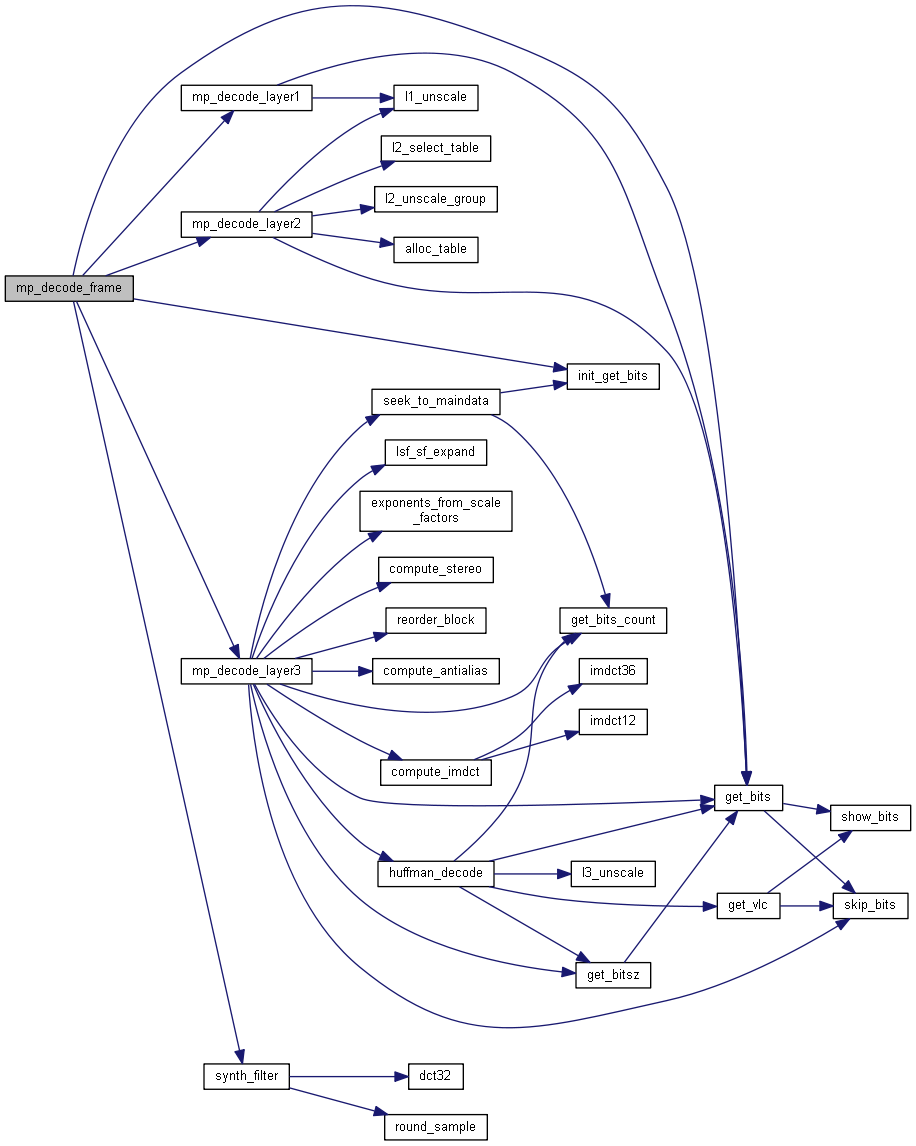 mp_decode_layer1
l1_unscale
l2_select_table
l2_unscale_group
mp_decode_layer2
alloc_table
mp_decode_frame
init_get_bits
seek_to_maindata
lsf_sf_expand
exponents_from_scale
_factors
compute_stereo
reorder_block
get_bits_count
mp_decode_layer3
compute_antialias
imdct36
imdct12
compute_imdct
get_bits
show_bits
huffman_decode
l3_unscale
get_vlc
skip_bits
get_bitsz
synth_filter
dct32
round_sample